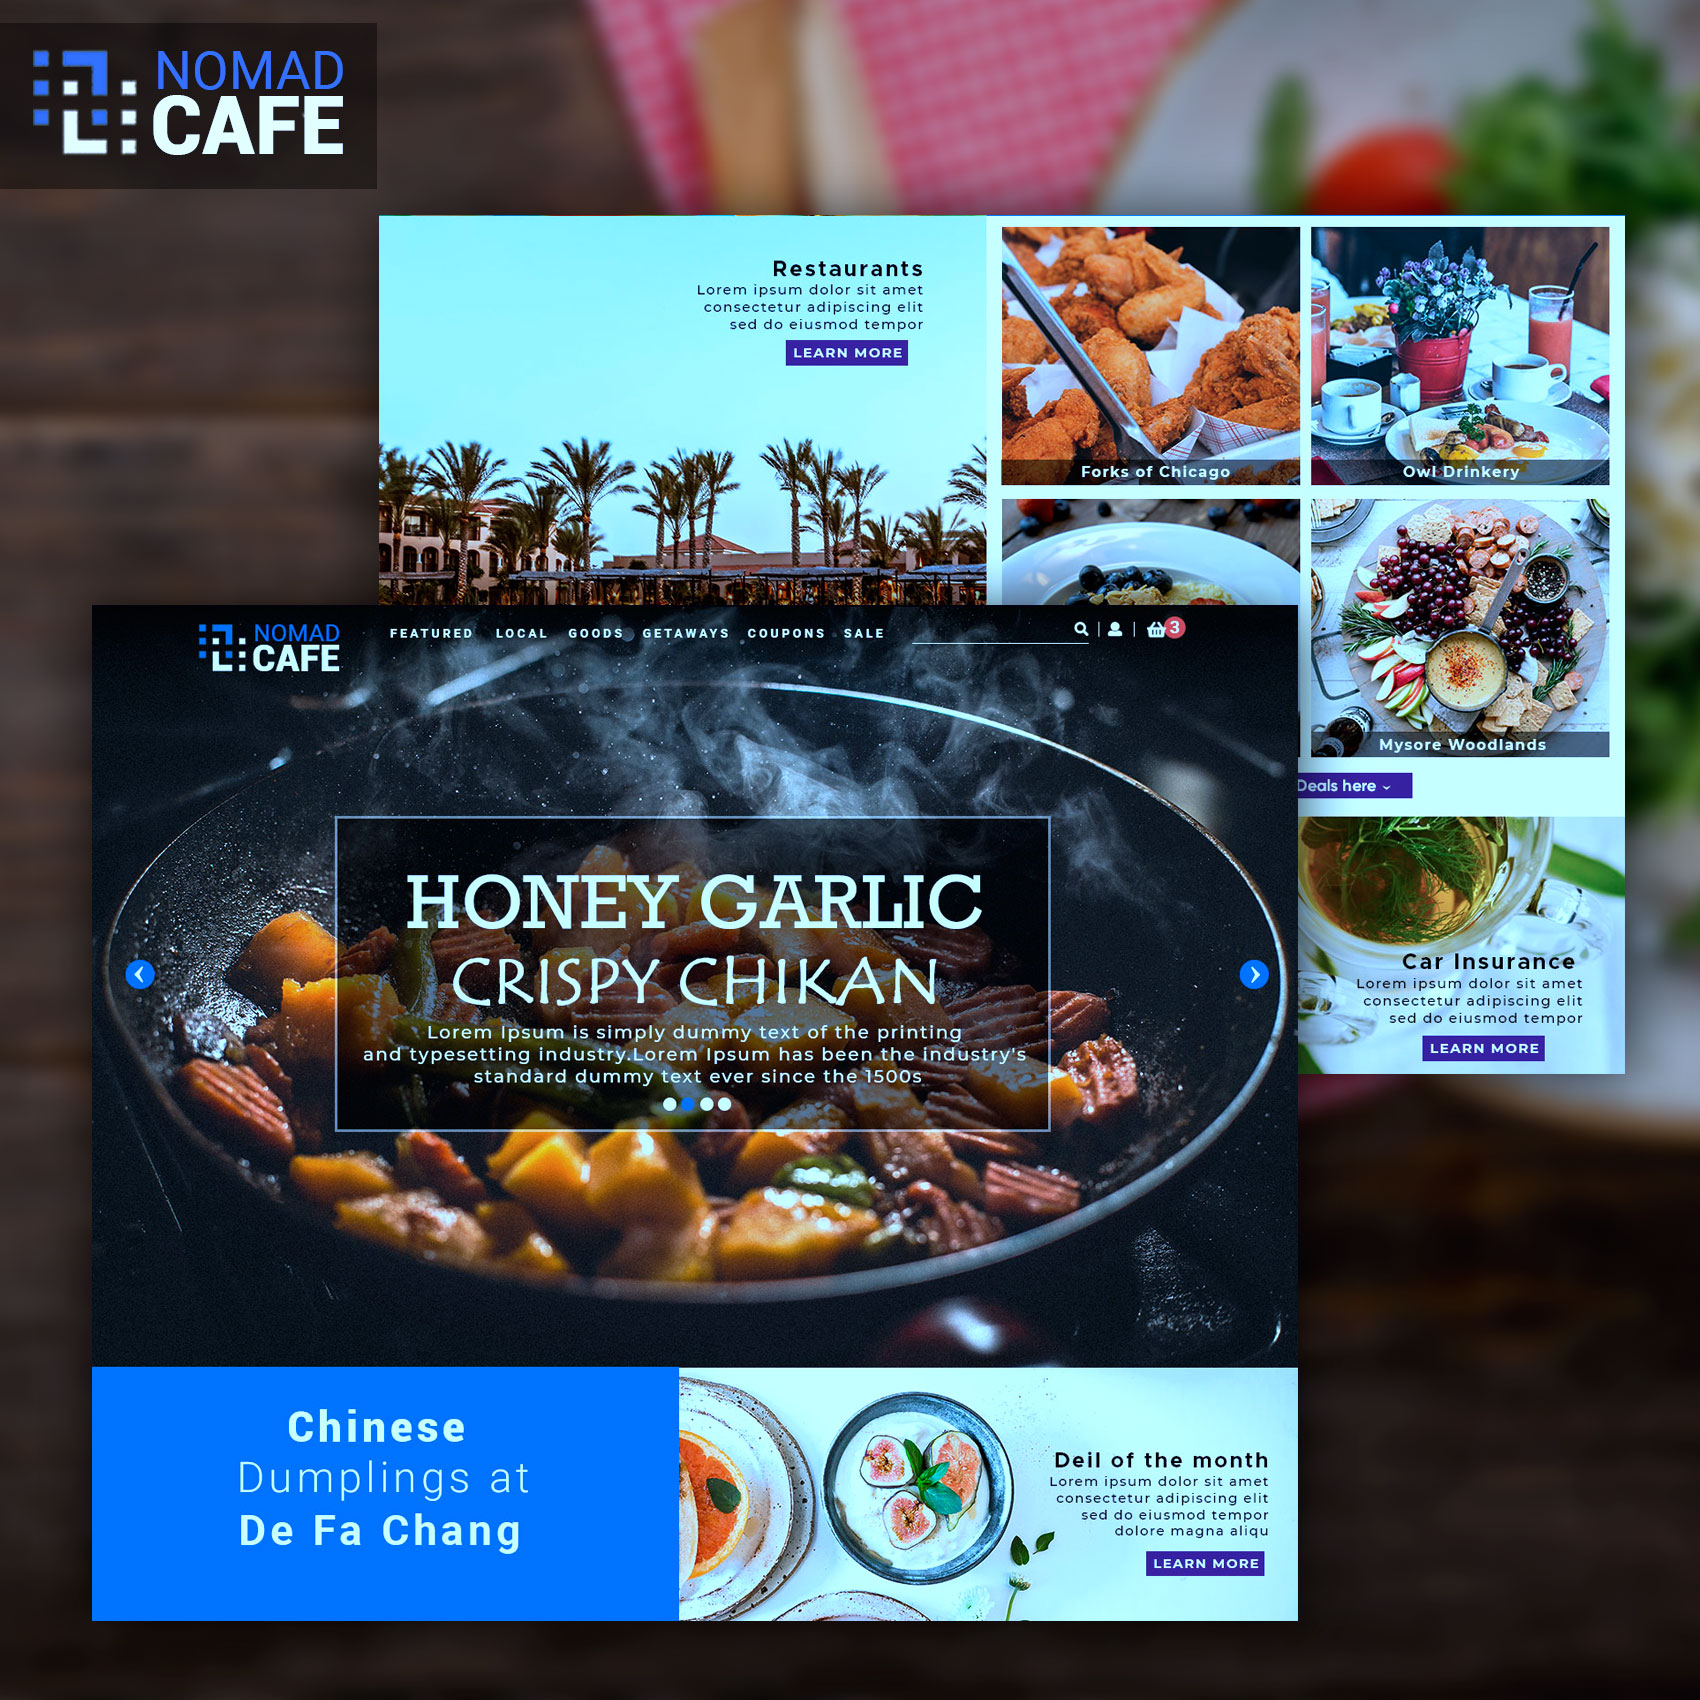 NOMAD
CAFE
Restaurants
Lorem ipsum dolor sit amet
consectetur adipiscing elit
sed do eiusmod tempor
LEARN MORE
Forks of Chicago
Owl Drinkery
Mysore Woodlands
Deals here
Car Insurance
Lorem ipsum dolor sit amet
consectetur adipiscing elit
sed do eiusmod tempor
LEARN MORE
NOMAD
CAFE
FEATURED LOCAL GOODS GETAWAYS COUPONS SALE
3
HONEY GARLIC
CRISPY CHIKAN
Lorem Ipsum is simply dummy text of the printing
and typesetting industry.Lorem Ipsum has been the industry's
standard dummy text ever since the 1500s
Chinese
Dumplings at
De Fa Chang
Deil of the month
Lorem ipsum dolor sit amet
consectetur adipiscing elit
sed do eiusmod tempor
dolore magna aliqu
LEARN MORE